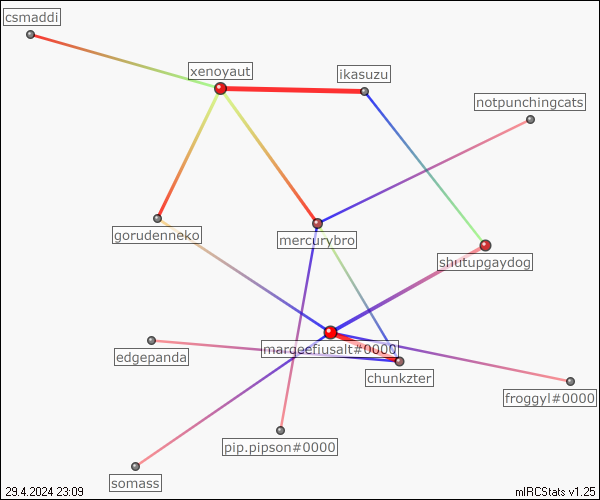 csmaddi
xenoyaut
ikasuzu
notpunchingcats
gorudenneko
mercurybro
shutupgaydog
margeefiusalt#0000
edgepanda
chunkzter
froggyl#0000
pip.pipson#0000
somass
29.4.2024 23:09
mIRCStats v1.25